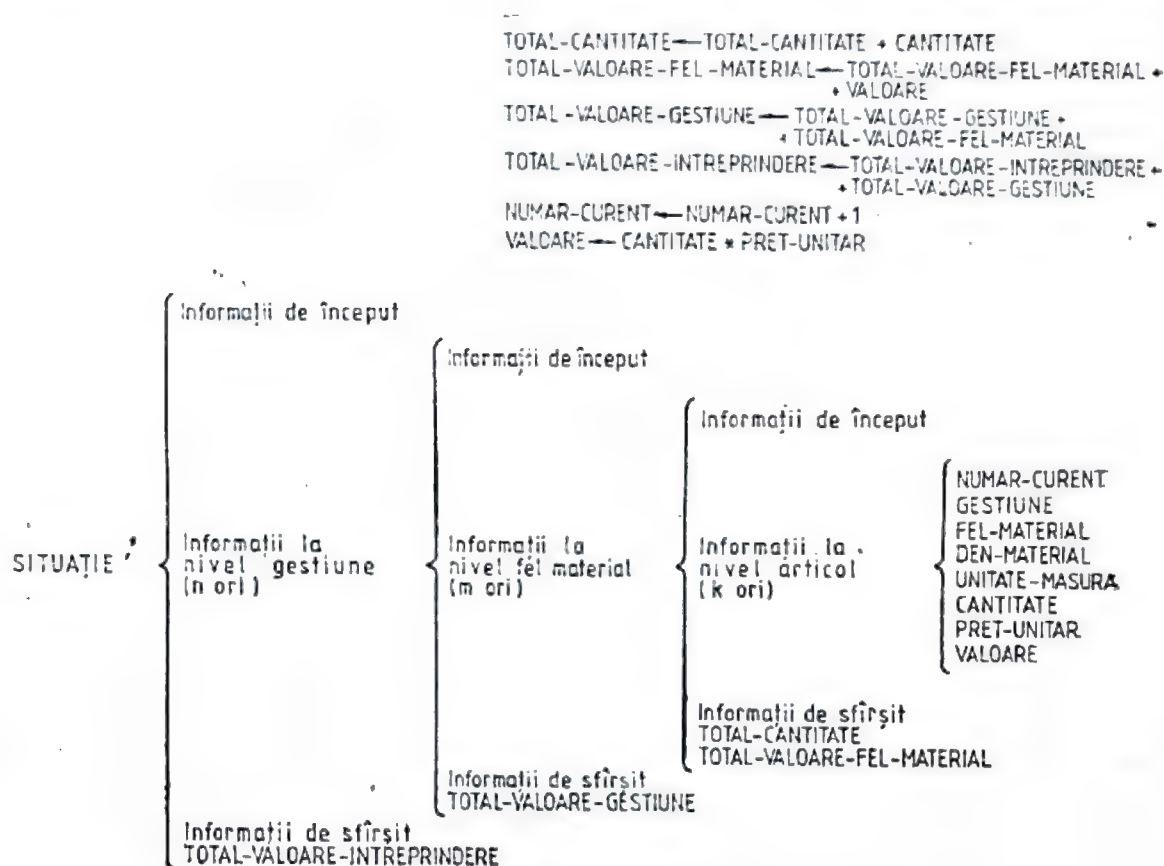 TOTAL-CANTITATE ← TOTAL-CANTITATE + CANTITATE
TOTAL-VALOARE-FEL-MATERIAL ← TOTAL-VALOARE-FEL-MATERIAL +
+ VALOARE
TOTAL-VALOARE-GESTIUNE ← TOTAL-VALOARE-GESTIUNE +
+ TOTAL-VALOARE-FEL-MATERIAL
TOTAL-VALOARE-INTREPRINDERE ← TOTAL-VALOARE-INTREPRINDERE +
+ TOTAL-VALOARE-GESTIUNE
NUMAR-CURENT ← NUMAR-CURENT + 1
VALOARE ← CANTITATE * PRET-UNITAR
Informații de început
Informații de început
Informații de început
SITUAȚIE
Informații la
nivel gestiune
(n ori)
Informații la
nivel fel material
(m ori)
Informații la
nivel articol
(k ori)
NUMAR-CURENT
GESTIUNE
FEL-MATERIAL
DEN-MATERIAL
UNITATE-MASURA
CANTITATE
PRET-UNITAR
VALOARE
Informații de sfîrșit
TOTAL-CANTITATE
TOTAL-VALOARE-FEL-MATERIAL
Informații de sfîrșit
TOTAL-VALOARE-GESTIUNE
Informații de sfîrșit
TOTAL-VALOARE-INTREPRINDERE